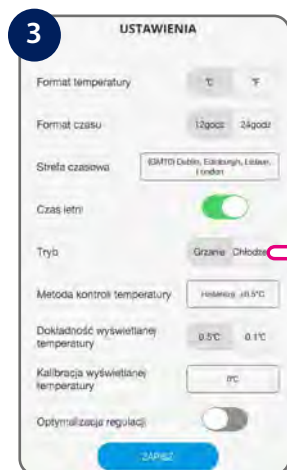 3
USTAWIENIA
Format temperatury °C °F
Format czasu 12godz 24godz
Strefa czasowa (GMT0) Dublin, Edinburgh, Lisbon, London
Czas letni
Tryb Grzanie Chłodze
Metoda kontroli temperatury ±0.5°C
Dokładność wyświetlanej temperatury 0.5°C 0.1°C
Kalibracja wyświetlanej temperatury 0°C
Optymalizacja regulacji
ZAPISZ